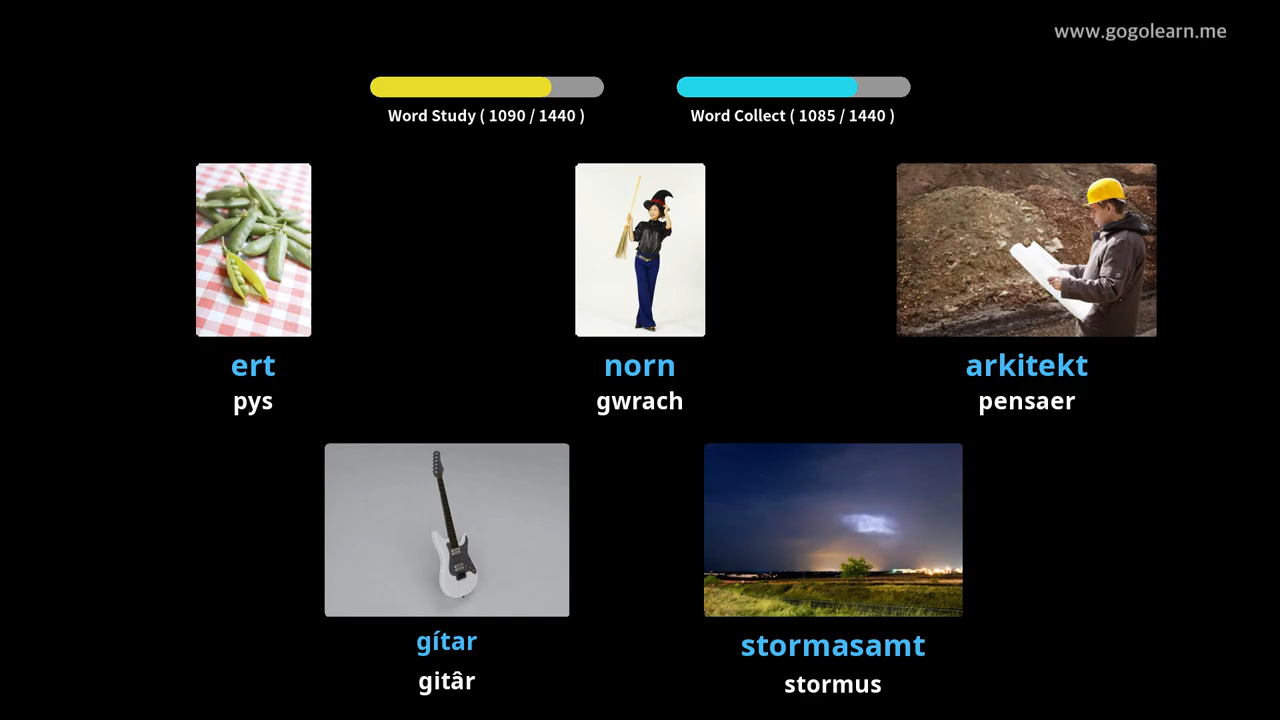 www.gogolearn.me
Word Study ( 1090 / 1440 )
Word Collect ( 1085 / 1440 )
ert
pys
norn
gwrach
arkitekt
pensaer
gítar
gitâr
stormasamt
stormus